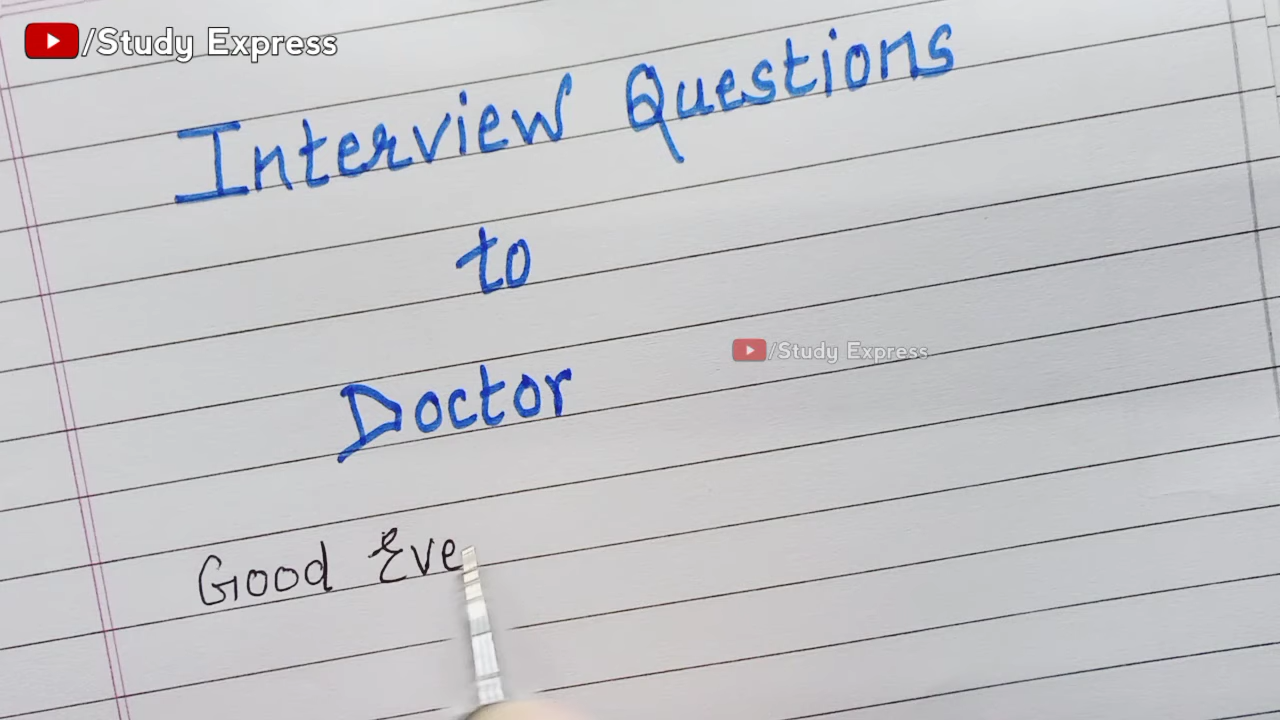 /Study Express
Interview Questions
to
/Study Express
Doctor
Good Eve